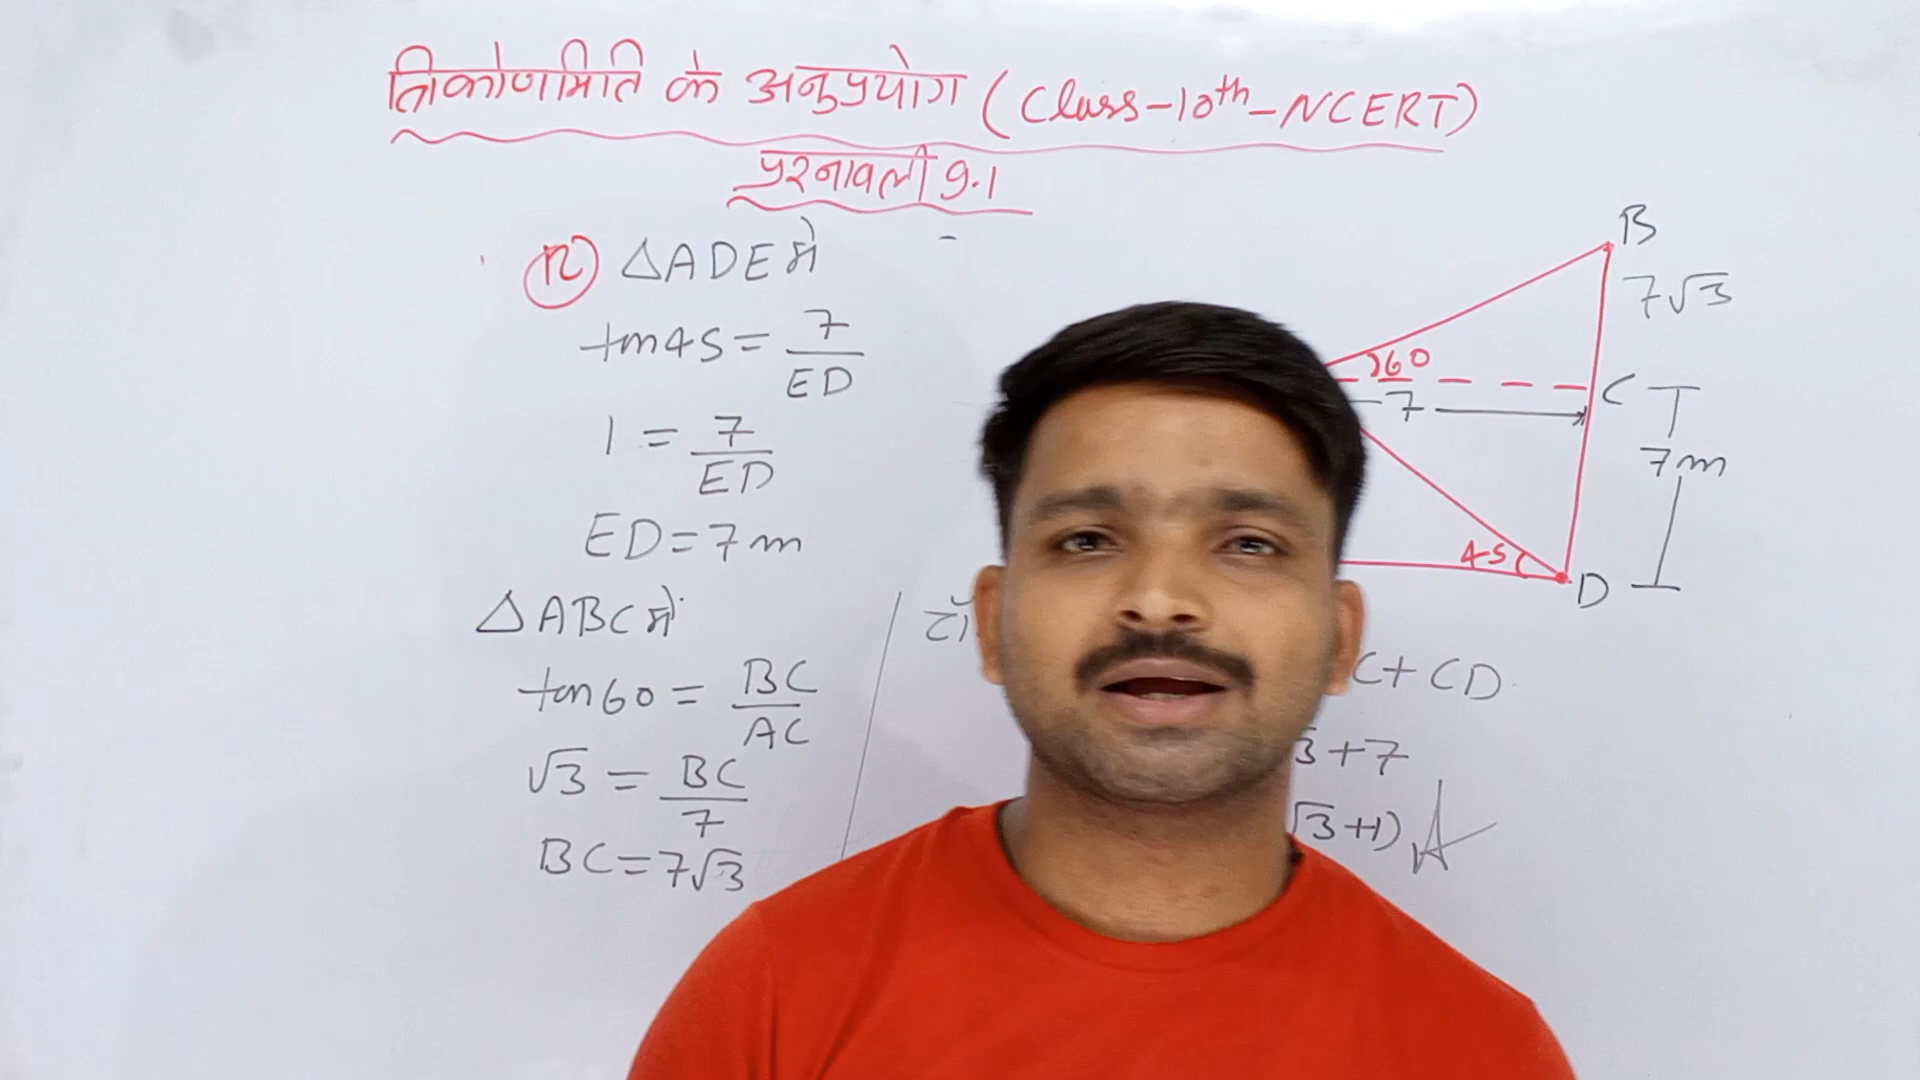 त्रिकोणमिति के अनुप्रयोग (Class-10th-NCERT)
प्रश्नावली 9.1
12 △ADE में
tan45 = 7/ED
1 = 7/ED
ED = 7m
△ABC में
tan60 = BC/AC
√3 = BC/7
BC = 7√3
टॉ
C+CD
3+7
√3+1)
B
7√3
60
C
7
7m
45
D